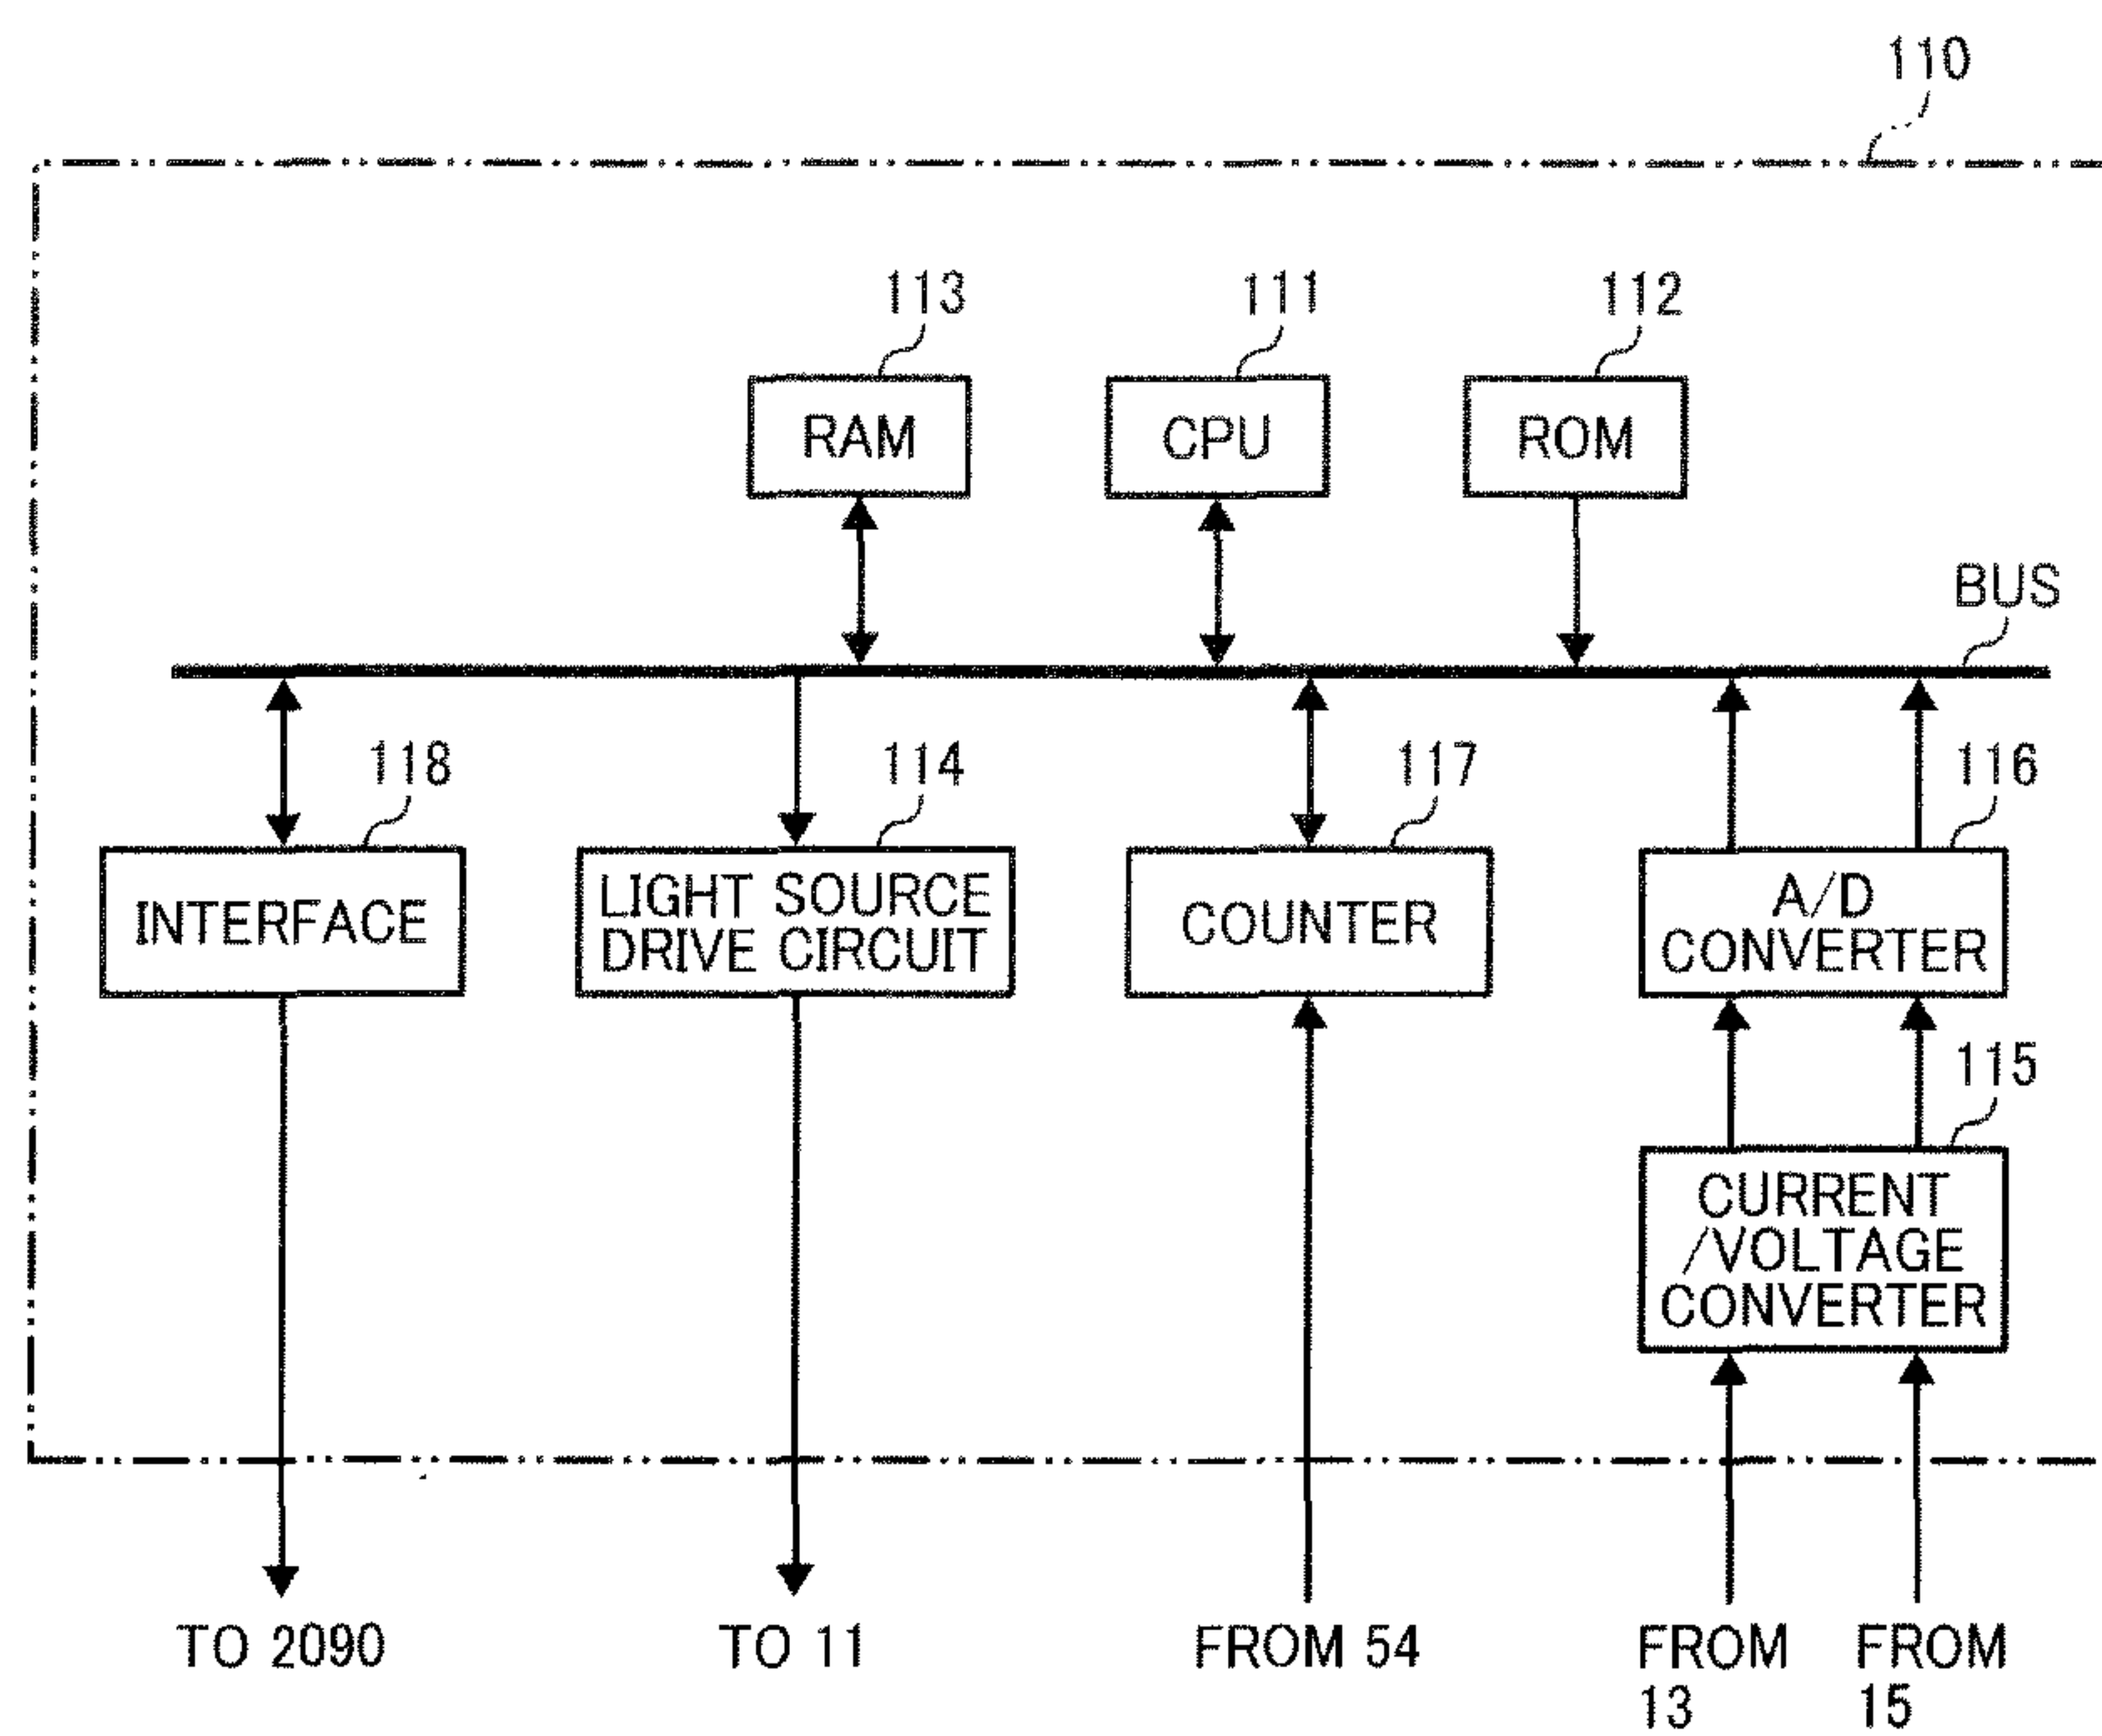 110
113
111
112
RAM
CPU
ROM
BUS
118
114
117
116
INTERFACE
LIGHT SOURCE
DRIVE CIRCUIT
COUNTER
A/D
CONVERTER
115
CURRENT
/VOLTAGE
CONVERTER
TO 2090
TO 11
FROM 54
FROM
13
FROM
15